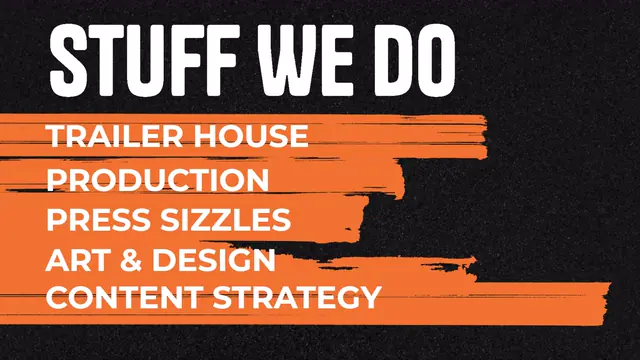 STUFF WE DO
TRAILER HOUSE
PRODUCTION
PRESS SIZZLES
ART & DESIGN
CONTENT STRATEGY